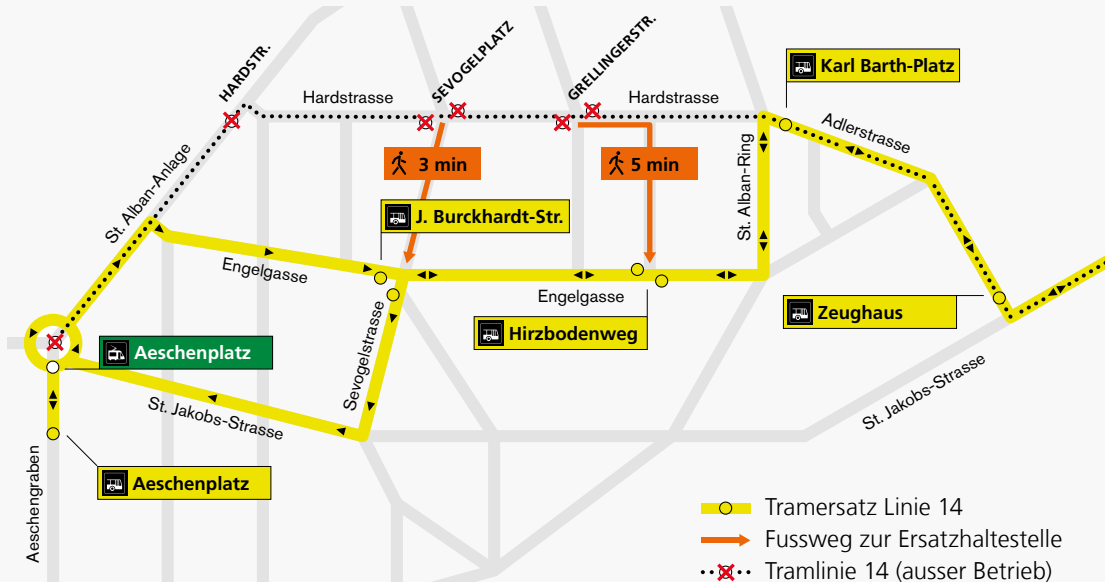 HARDSTR.
SEVOGELPLATZ
GRELLINGERSTR.
Karl Barth-Platz
Hardstrasse
Hardstrasse
Adlerstrasse
3 min
5 min
St. Alban-Anlage
St. Alban-Ring
J. Burckhardt-Str.
Engelgasse
Engelgasse
Zeughaus
Hirzbodenweg
Aeschenplatz
Sevogelstrasse
St. Jakobs-Strasse
St. Jakobs-Strasse
Aeschengraben
Aeschenplatz
Tramersatz Linie 14
Fussweg zur Ersatzhaltestelle
Tramlinie 14 (ausser Betrieb)